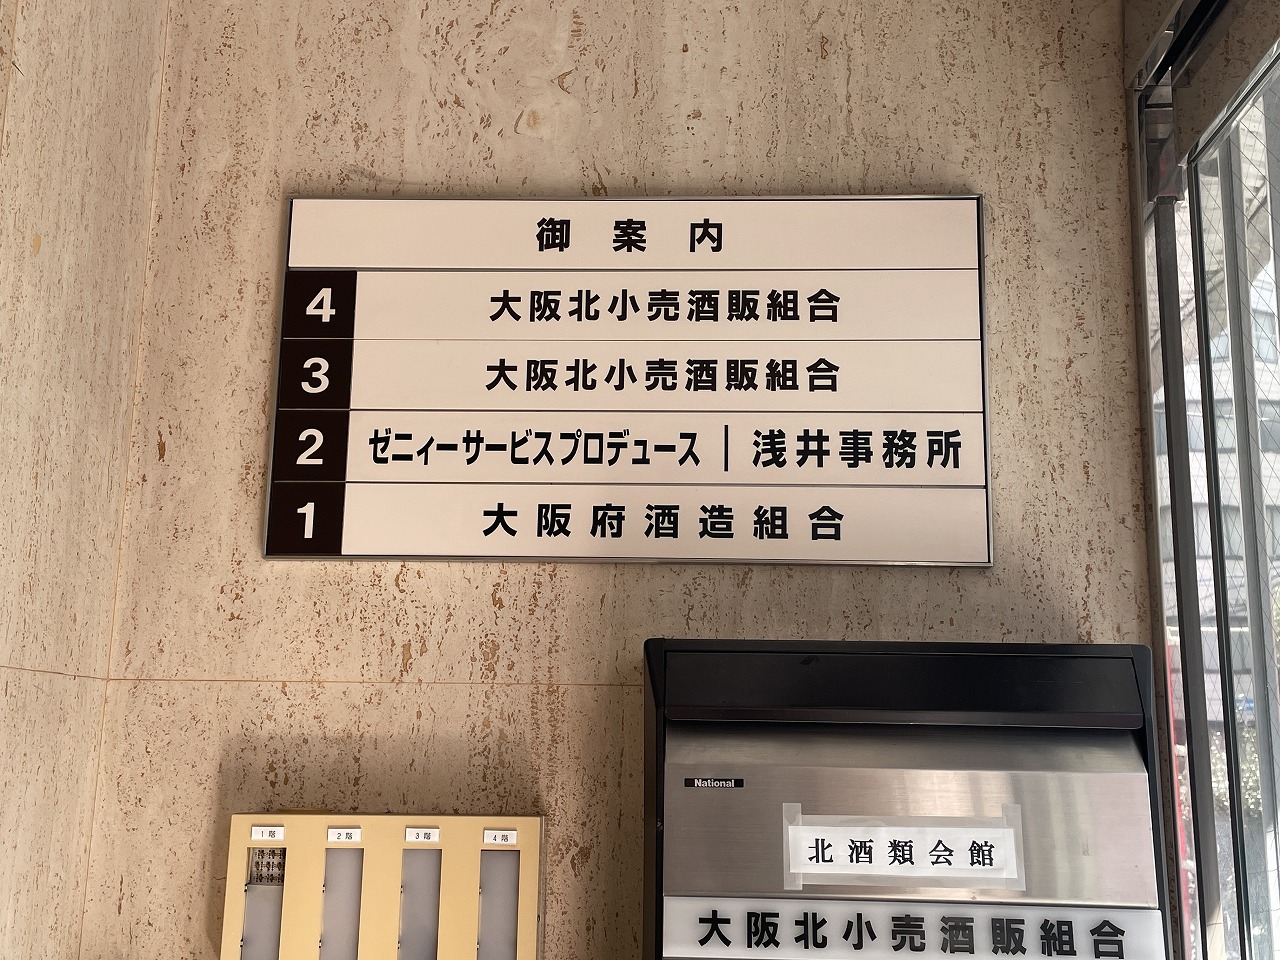 御案内
4 大阪北小売酒販組合
3 大阪北小売酒販組合
2 ゼニィーサービスプロデュース | 浅井事務所
1 大阪府酒造組合
National
北酒類会館
大阪北小売酒販組合
1階 2階 3階 4階